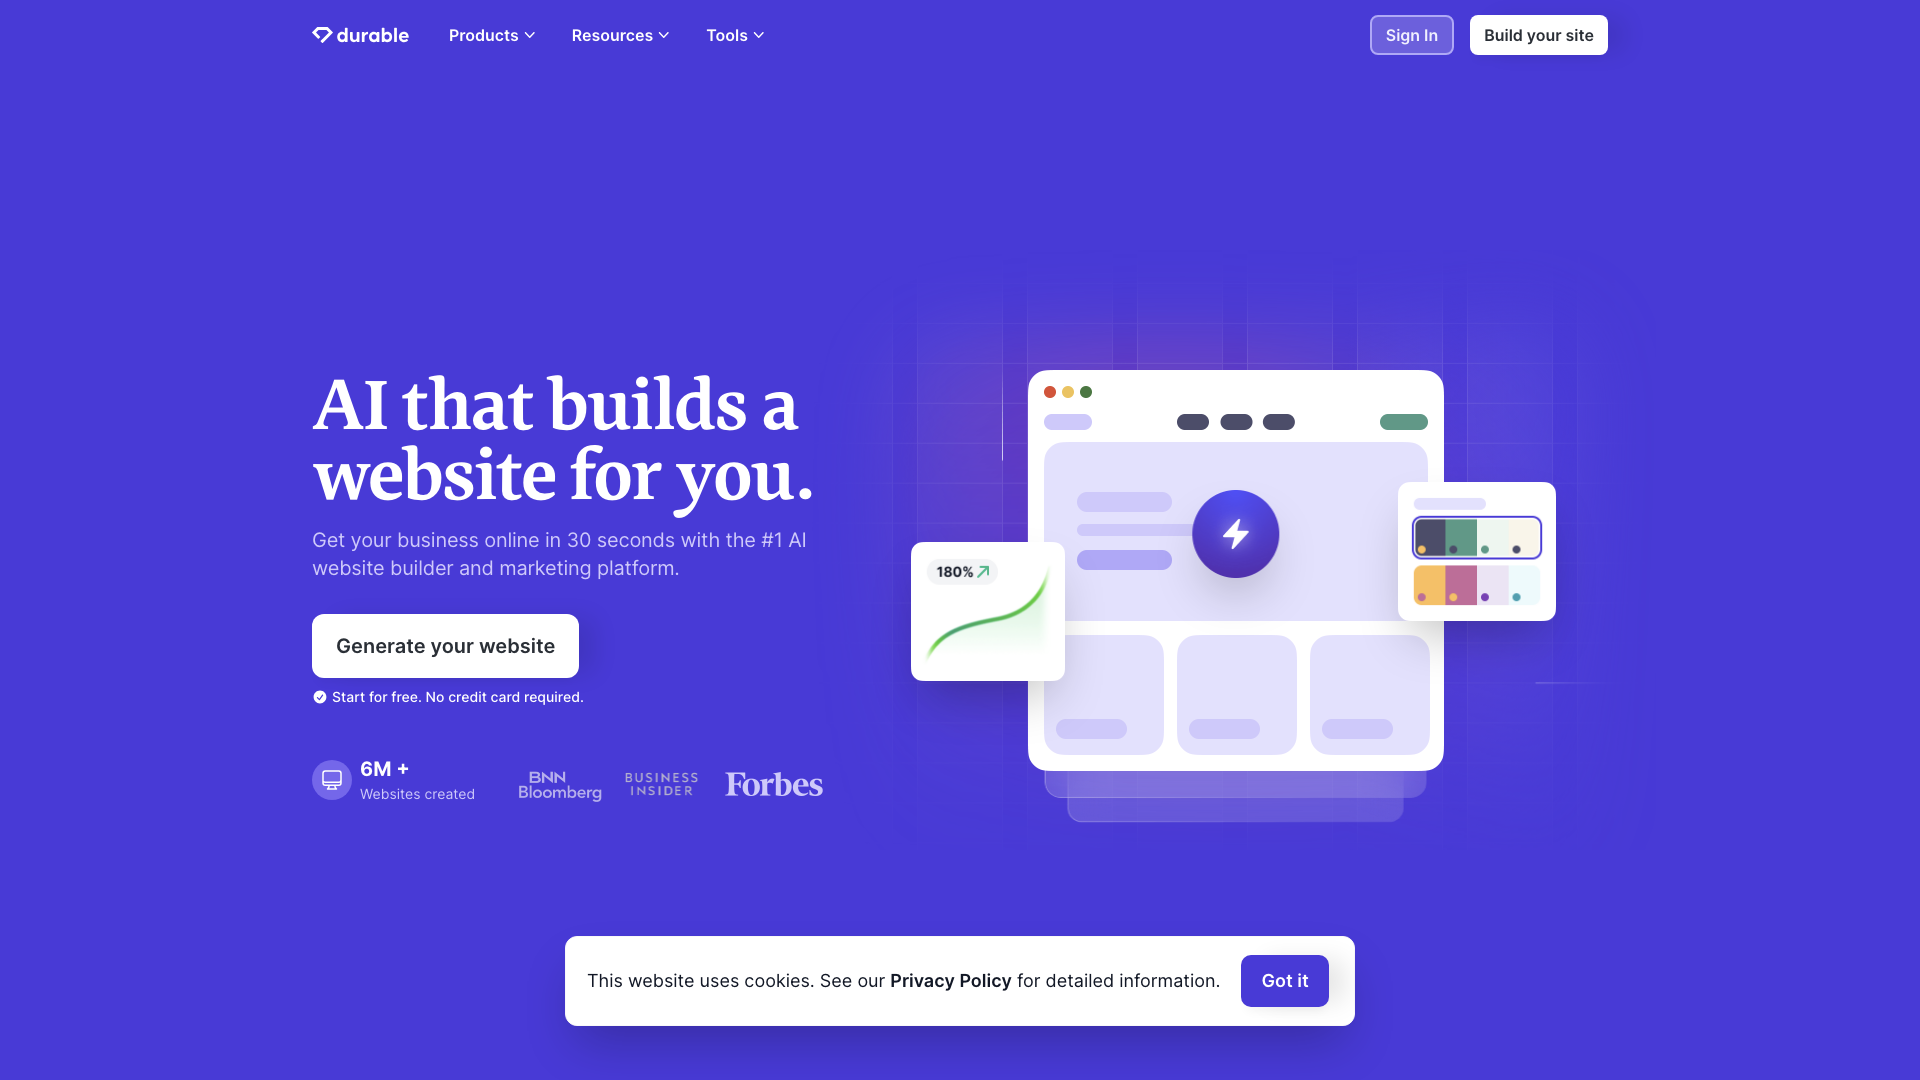 durable
Products
Resources
Tools
Sign In
Build your site
AI that builds a
website for you.
Get your business online in 30 seconds with the #1 AI
website builder and marketing platform.
Generate your website
Start for free. No credit card required.
6M +
Websites created
BNN
Bloomberg
BUSINESS
INSIDER
Forbes
180%
This website uses cookies. See our Privacy Policy for detailed information.
Got it